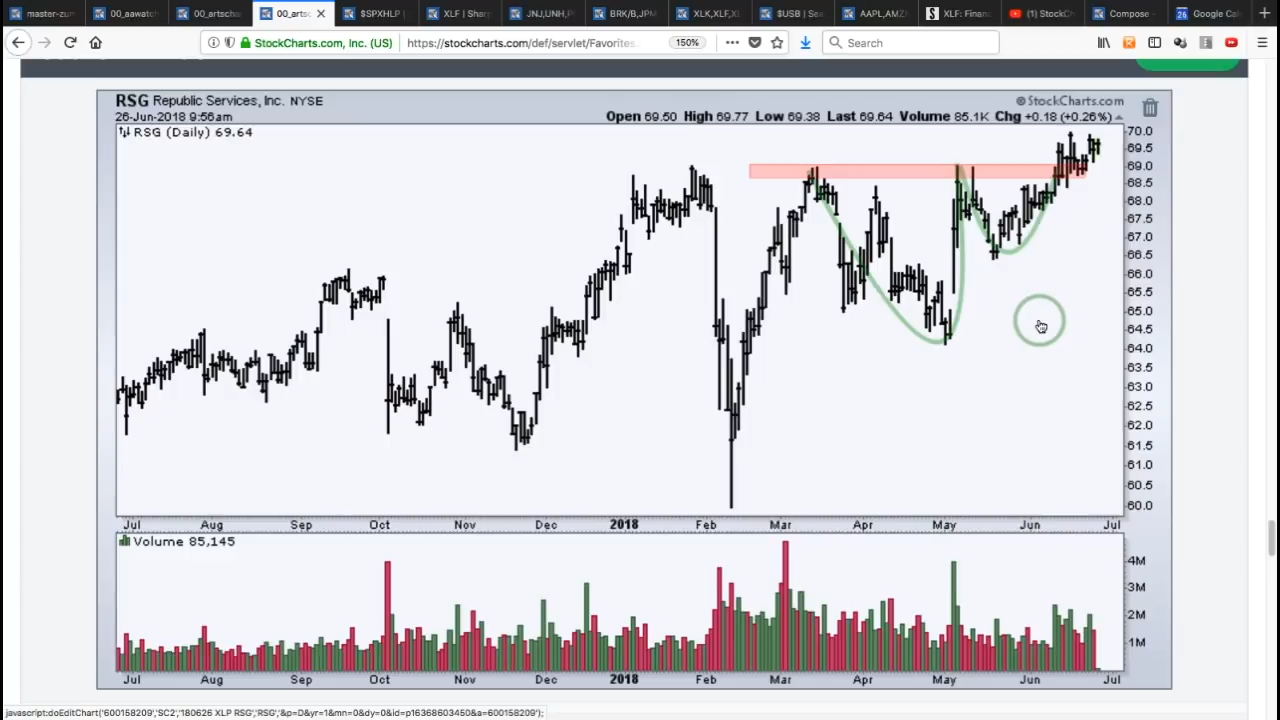 master-zum
00_aawatch
00_artscha
00_artsc
$SPXHLP |
XLF | Shar
JNJ,UNH,P
BRK/B,JPM
XLK,XLF,XL
$USB | Sea
AAPL,AMZ
XLF: Financ
(1) StockCh
Compose –
Google Cal
StockCharts.com, Inc. (US)
https://stockcharts.com/def/servlet/Favorites.
150%
Search
RSG Republic Services, Inc. NYSE
© StockCharts.com
26-Jun-2018 9:56am
Open 69.50 High 69.77 Low 69.38 Last 69.64 Volume 85.1K Chg +0.18 (+0.26%)
RSG (Daily) 69.64
70.0
69.5
69.0
68.5
68.0
67.5
67.0
66.5
66.0
65.5
65.0
64.5
64.0
63.5
63.0
62.5
62.0
61.5
61.0
60.5
60.0
Jul Aug Sep Oct Nov Dec 2018 Feb Mar Apr May Jun Jul
Volume 85,145
4M
3M
2M
1M
Jul Aug Sep Oct Nov Dec 2018 Feb Mar Apr May Jun Jul
javascript:doEditChart('600158209','SC2','180626 XLP RSG','RSG','&p=D&yr=1&mn=0&dy=0&id=p16368603450&a=600158209');